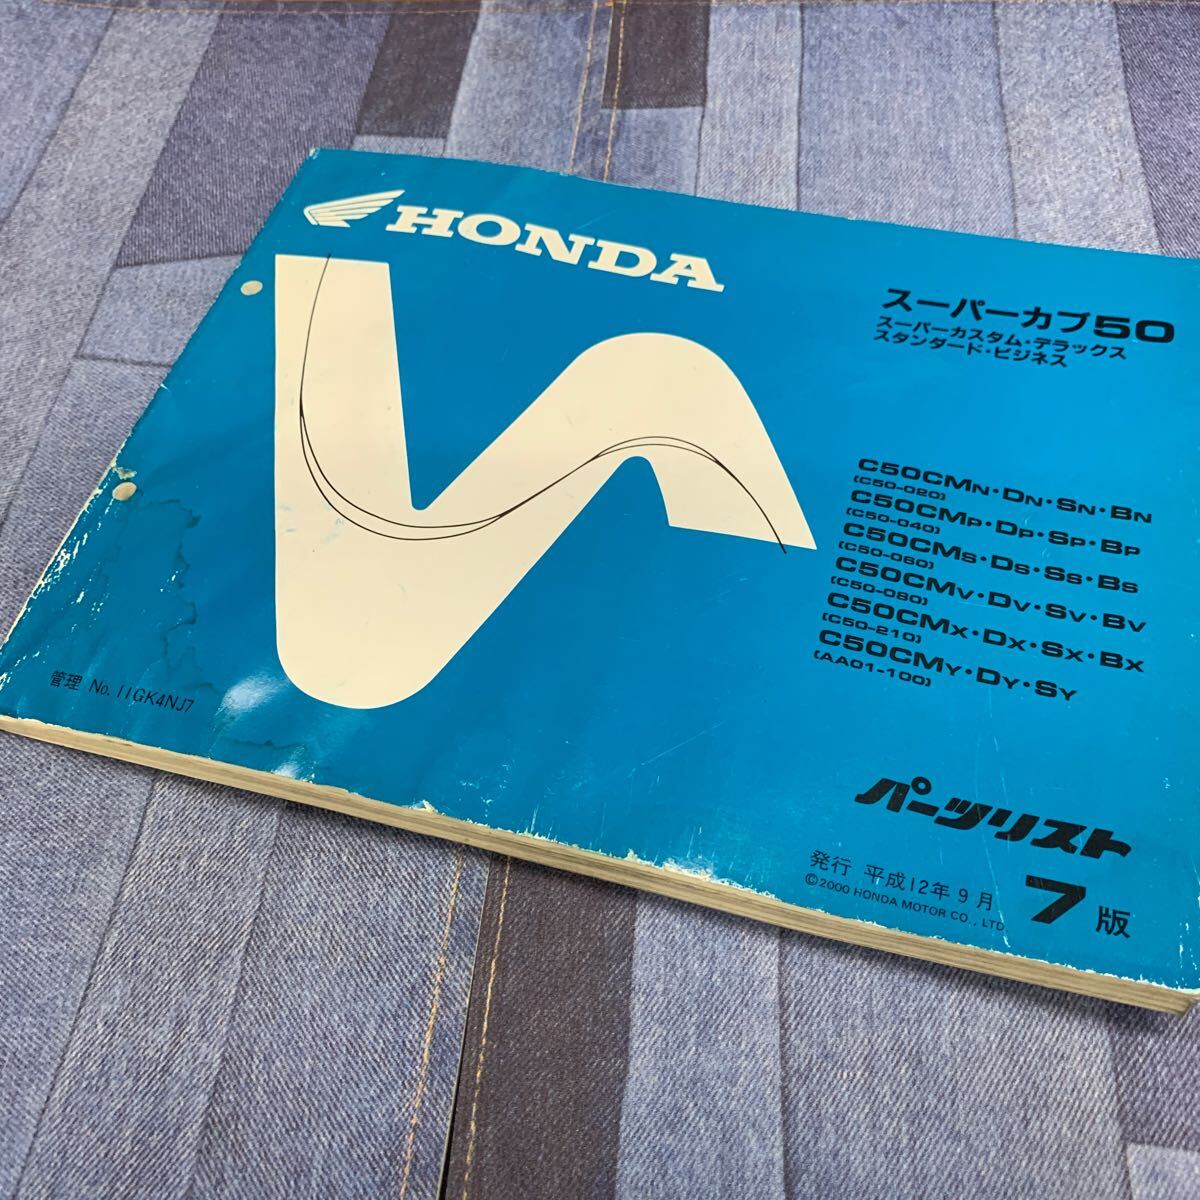 HONDA
スーパーカブ50
スーパーカスタム・デラックス
スタンダード・ビジネス
C50CMN・DN・SN・BN
(C50-020)
C50CMP・DP・SP・BP
(C50-040)
C50CMS・DS・SS・BS
(C50-060)
C50CMV・DV・SV・BV
(C50-080)
C50CMX・DX・SX・BX
(C50-210)
C50CMY・DY・SY
(AA01-100)
管理 No. 11GK4NJ7
パーツリスト
発行 平成12年 9月
7版
©2000 HONDA MOTOR CO., LTD.